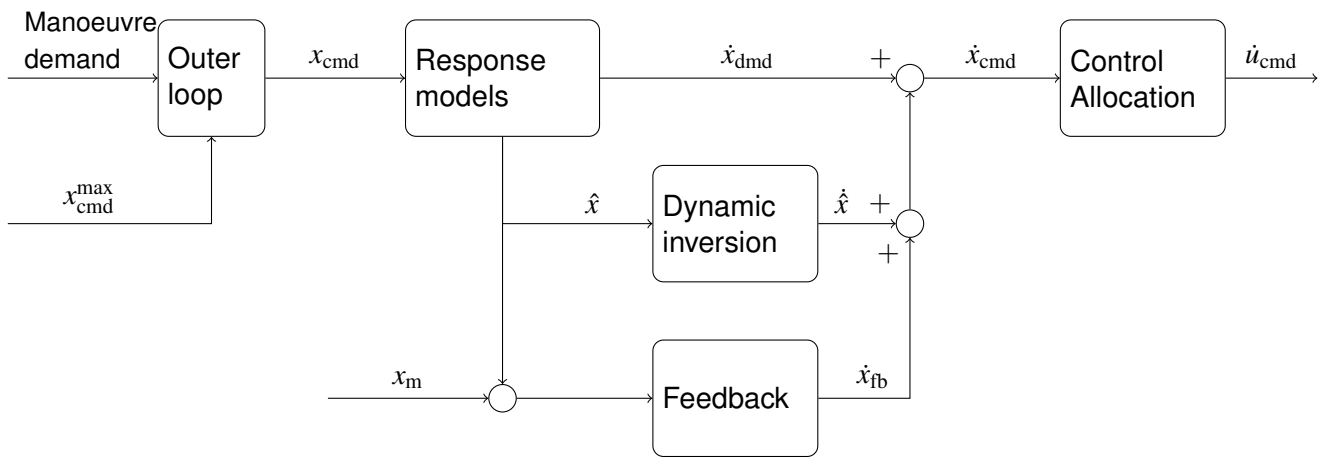 Manoeuvre
demand
Outer
loop
x_cmd
Response
models
ẋ_dmd
+
ẋ_cmd
Control
Allocation
u̇_cmd
x_cmd^max
x̂
Dynamic
inversion
x̂̇
+
+
x_m
Feedback
ẋ_fb